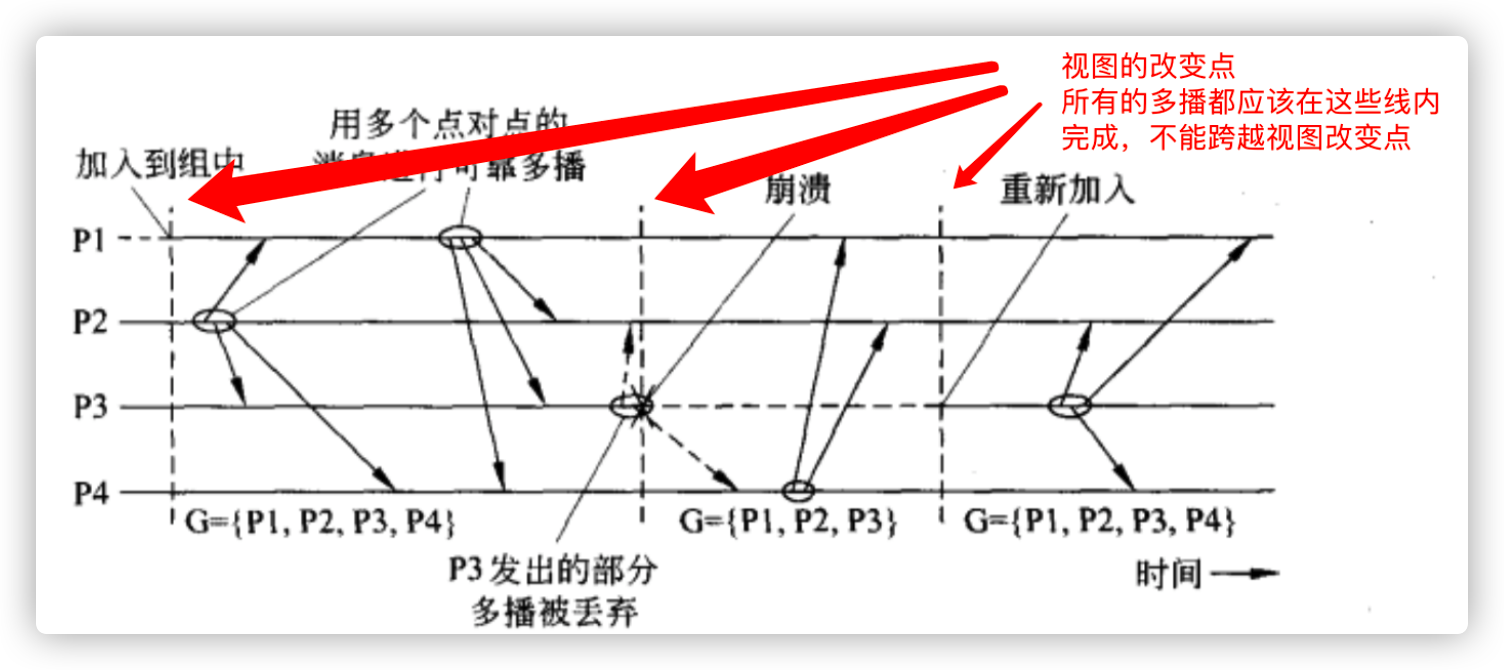 视图的改变点
所有的多播都应该在这些线内
完成，不能跨越视图改变点
用多个点对点的
加入到组中
可靠多播
崩溃
重新加入
P1
P2
P3
P4
G={P1, P2, P3, P4}
G={P1, P2, P3}
G={P1, P2, P3, P4}
P3发出的部分
多播被丢弃
时间